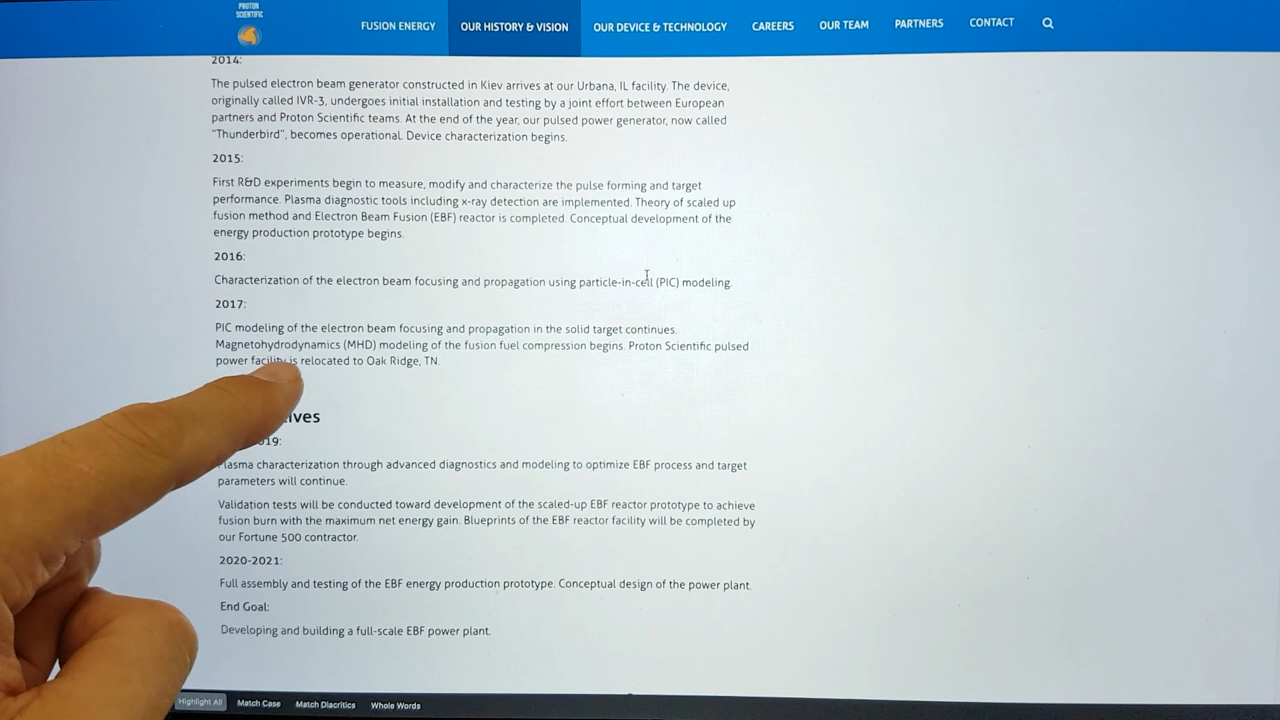 PROTON
SCIENTIFIC
FUSION ENERGY
OUR HISTORY & VISION
OUR DEVICE & TECHNOLOGY
CAREERS
OUR TEAM
PARTNERS
CONTACT
2014:
The pulsed electron beam generator constructed in Kiev arrives at our Urbana, IL facility. The device,
originally called IVR-3, undergoes initial installation and testing by a joint effort between European
partners and Proton Scientific teams. At the end of the year, our pulsed power generator, now called
"Thunderbird", becomes operational. Device characterization begins.
2015:
First R&D experiments begin to measure, modify and characterize the pulse forming and target
performance. Plasma diagnostic tools including x-ray detection are implemented. Theory of scaled up
fusion method and Electron Beam Fusion (EBF) reactor is completed. Conceptual development of the
energy production prototype begins.
2016:
Characterization of the electron beam focusing and propagation using particle-in-cell (PIC) modeling.
2017:
PIC modeling of the electron beam focusing and propagation in the solid target continues.
Magnetohydrodynamics (MHD) modeling of the fusion fuel compression begins. Proton Scientific pulsed
power facility is relocated to Oak Ridge, TN.
ives
19:
Plasma characterization through advanced diagnostics and modeling to optimize EBF process and target
parameters will continue.
Validation tests will be conducted toward development of the scaled-up EBF reactor prototype to achieve
fusion burn with the maximum net energy gain. Blueprints of the EBF reactor facility will be completed by
our Fortune 500 contractor.
2020-2021:
Full assembly and testing of the EBF energy production prototype. Conceptual design of the power plant.
End Goal:
Developing and building a full-scale EBF power plant.
Highlight All
Match Case
Match Diacritics
Whole Words